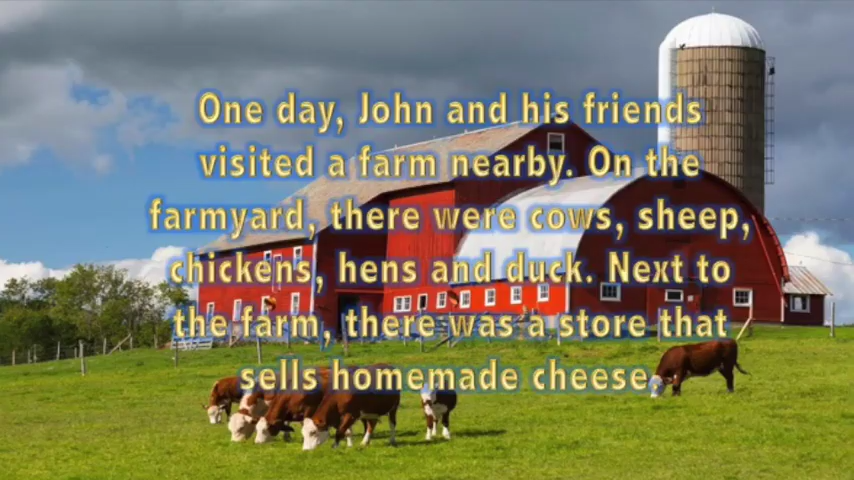 One day, John and his friends
visited a farm nearby. On the
farmyard, there were cows, sheep,
chickens, hens and duck. Next to
the farm, there was a store that
sells homemade cheese.